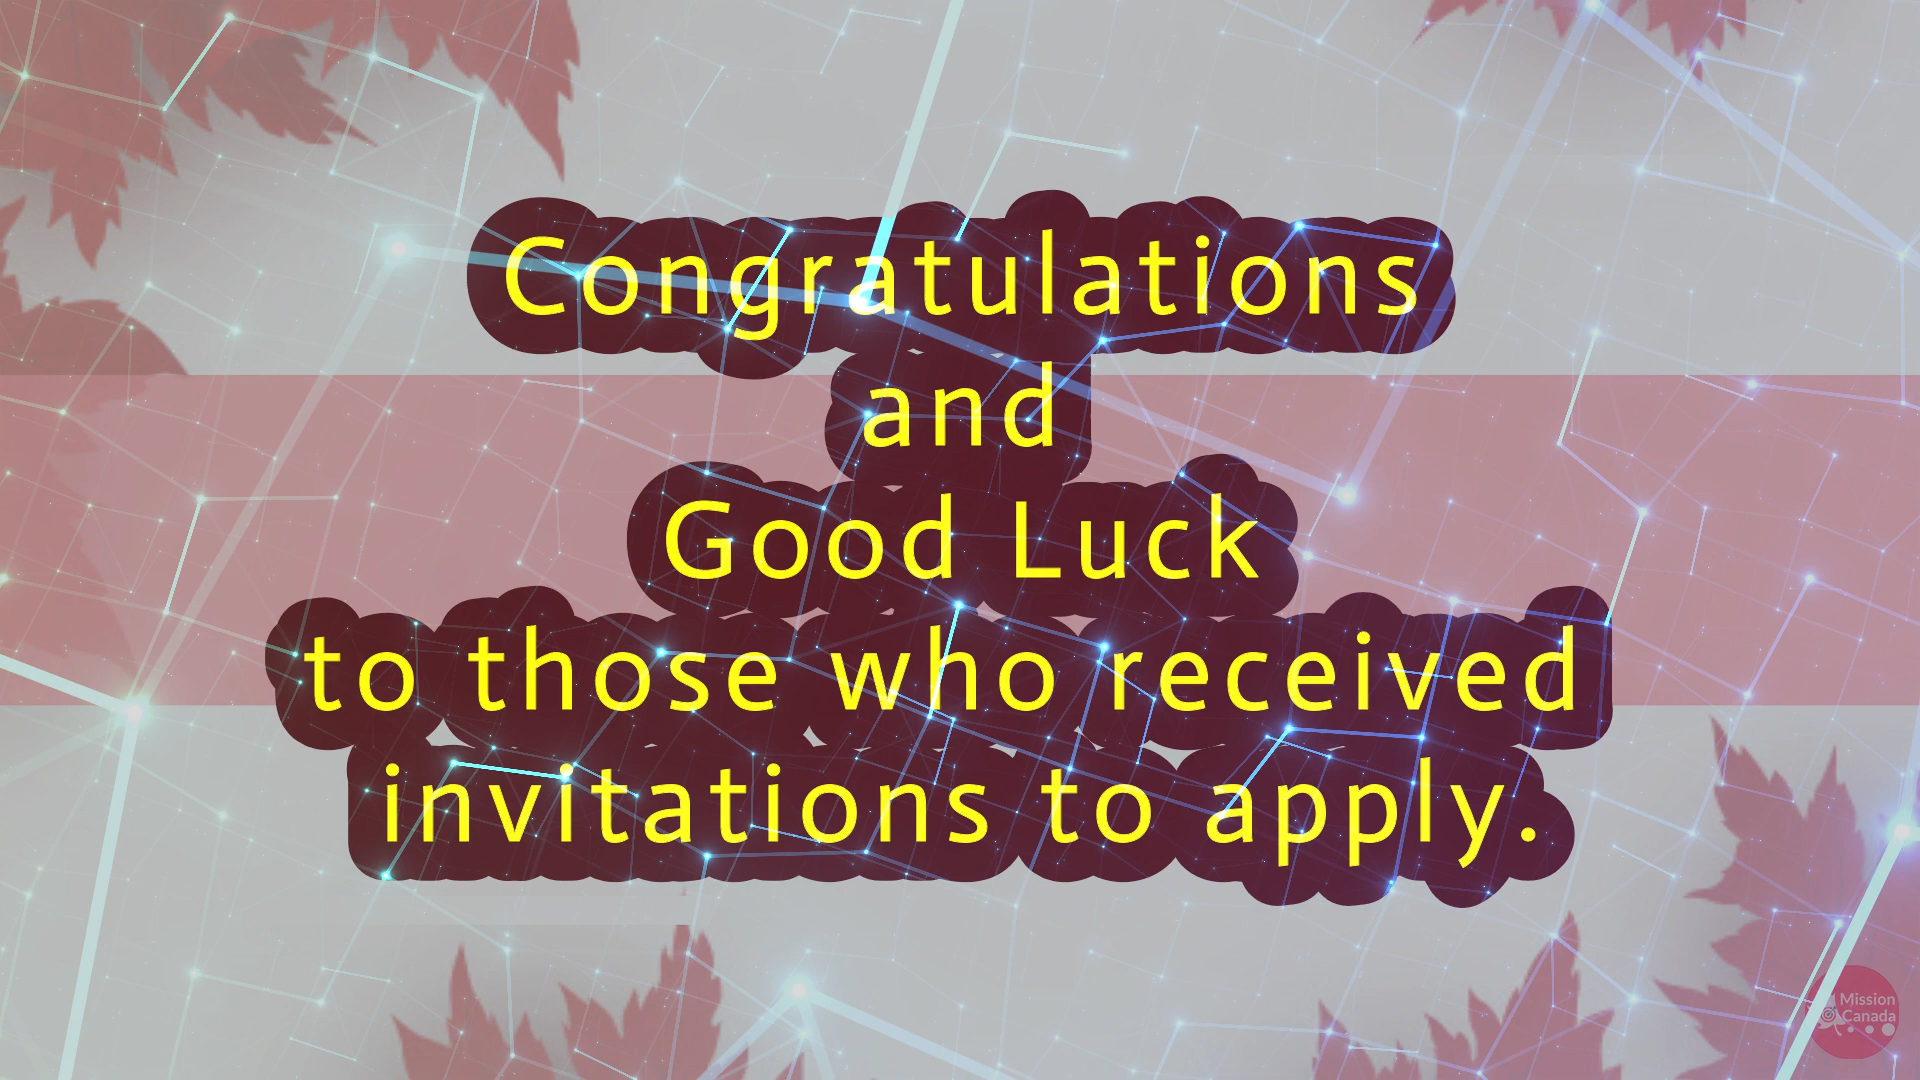 Congratulations
and
Good Luck
to those who received
invitations to apply.
Mission
Canada